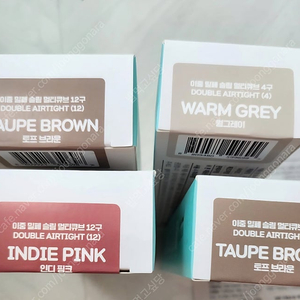 이중 밀폐 슬림 멀티큐브 12구
DOUBLE AIRTIGHT (12)
AUPE BROWN
토프 브라운
이중 밀폐 슬림 멀티큐브 4구
DOUBLE AIRTIGHT (4)
WARM GREY
웜그레이
이중 밀폐 슬림 멀티큐브 12구
DOUBLE AIRTIGHT (12)
INDIE PINK
인디 핑크
이중 밀폐 슬림 멀티큐브
DOUBLE AIRTIGHT
TAUPE BRO
토프 브라운